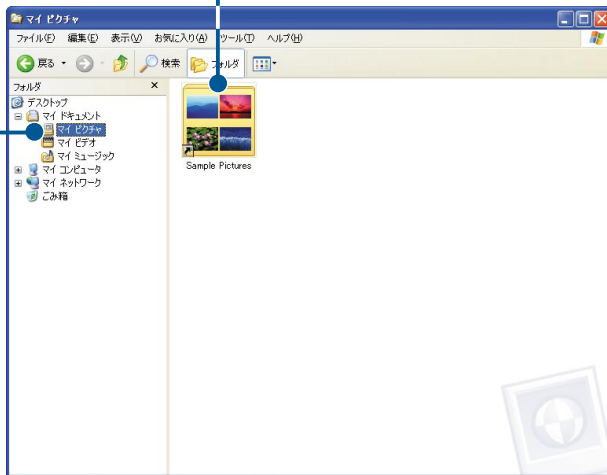 マイ ピクチャ
ファイル(F) 編集(E) 表示(V) お気に入り(A) ツール(T) ヘルプ(H)
戻る 検索 フォルダ
フォルダ ×
デスクトップ
マイ ドキュメント
マイ ピクチャ
マイ ビデオ
マイ ミュージック
マイ コンピュータ
マイ ネットワーク
ごみ箱
Sample Pictures